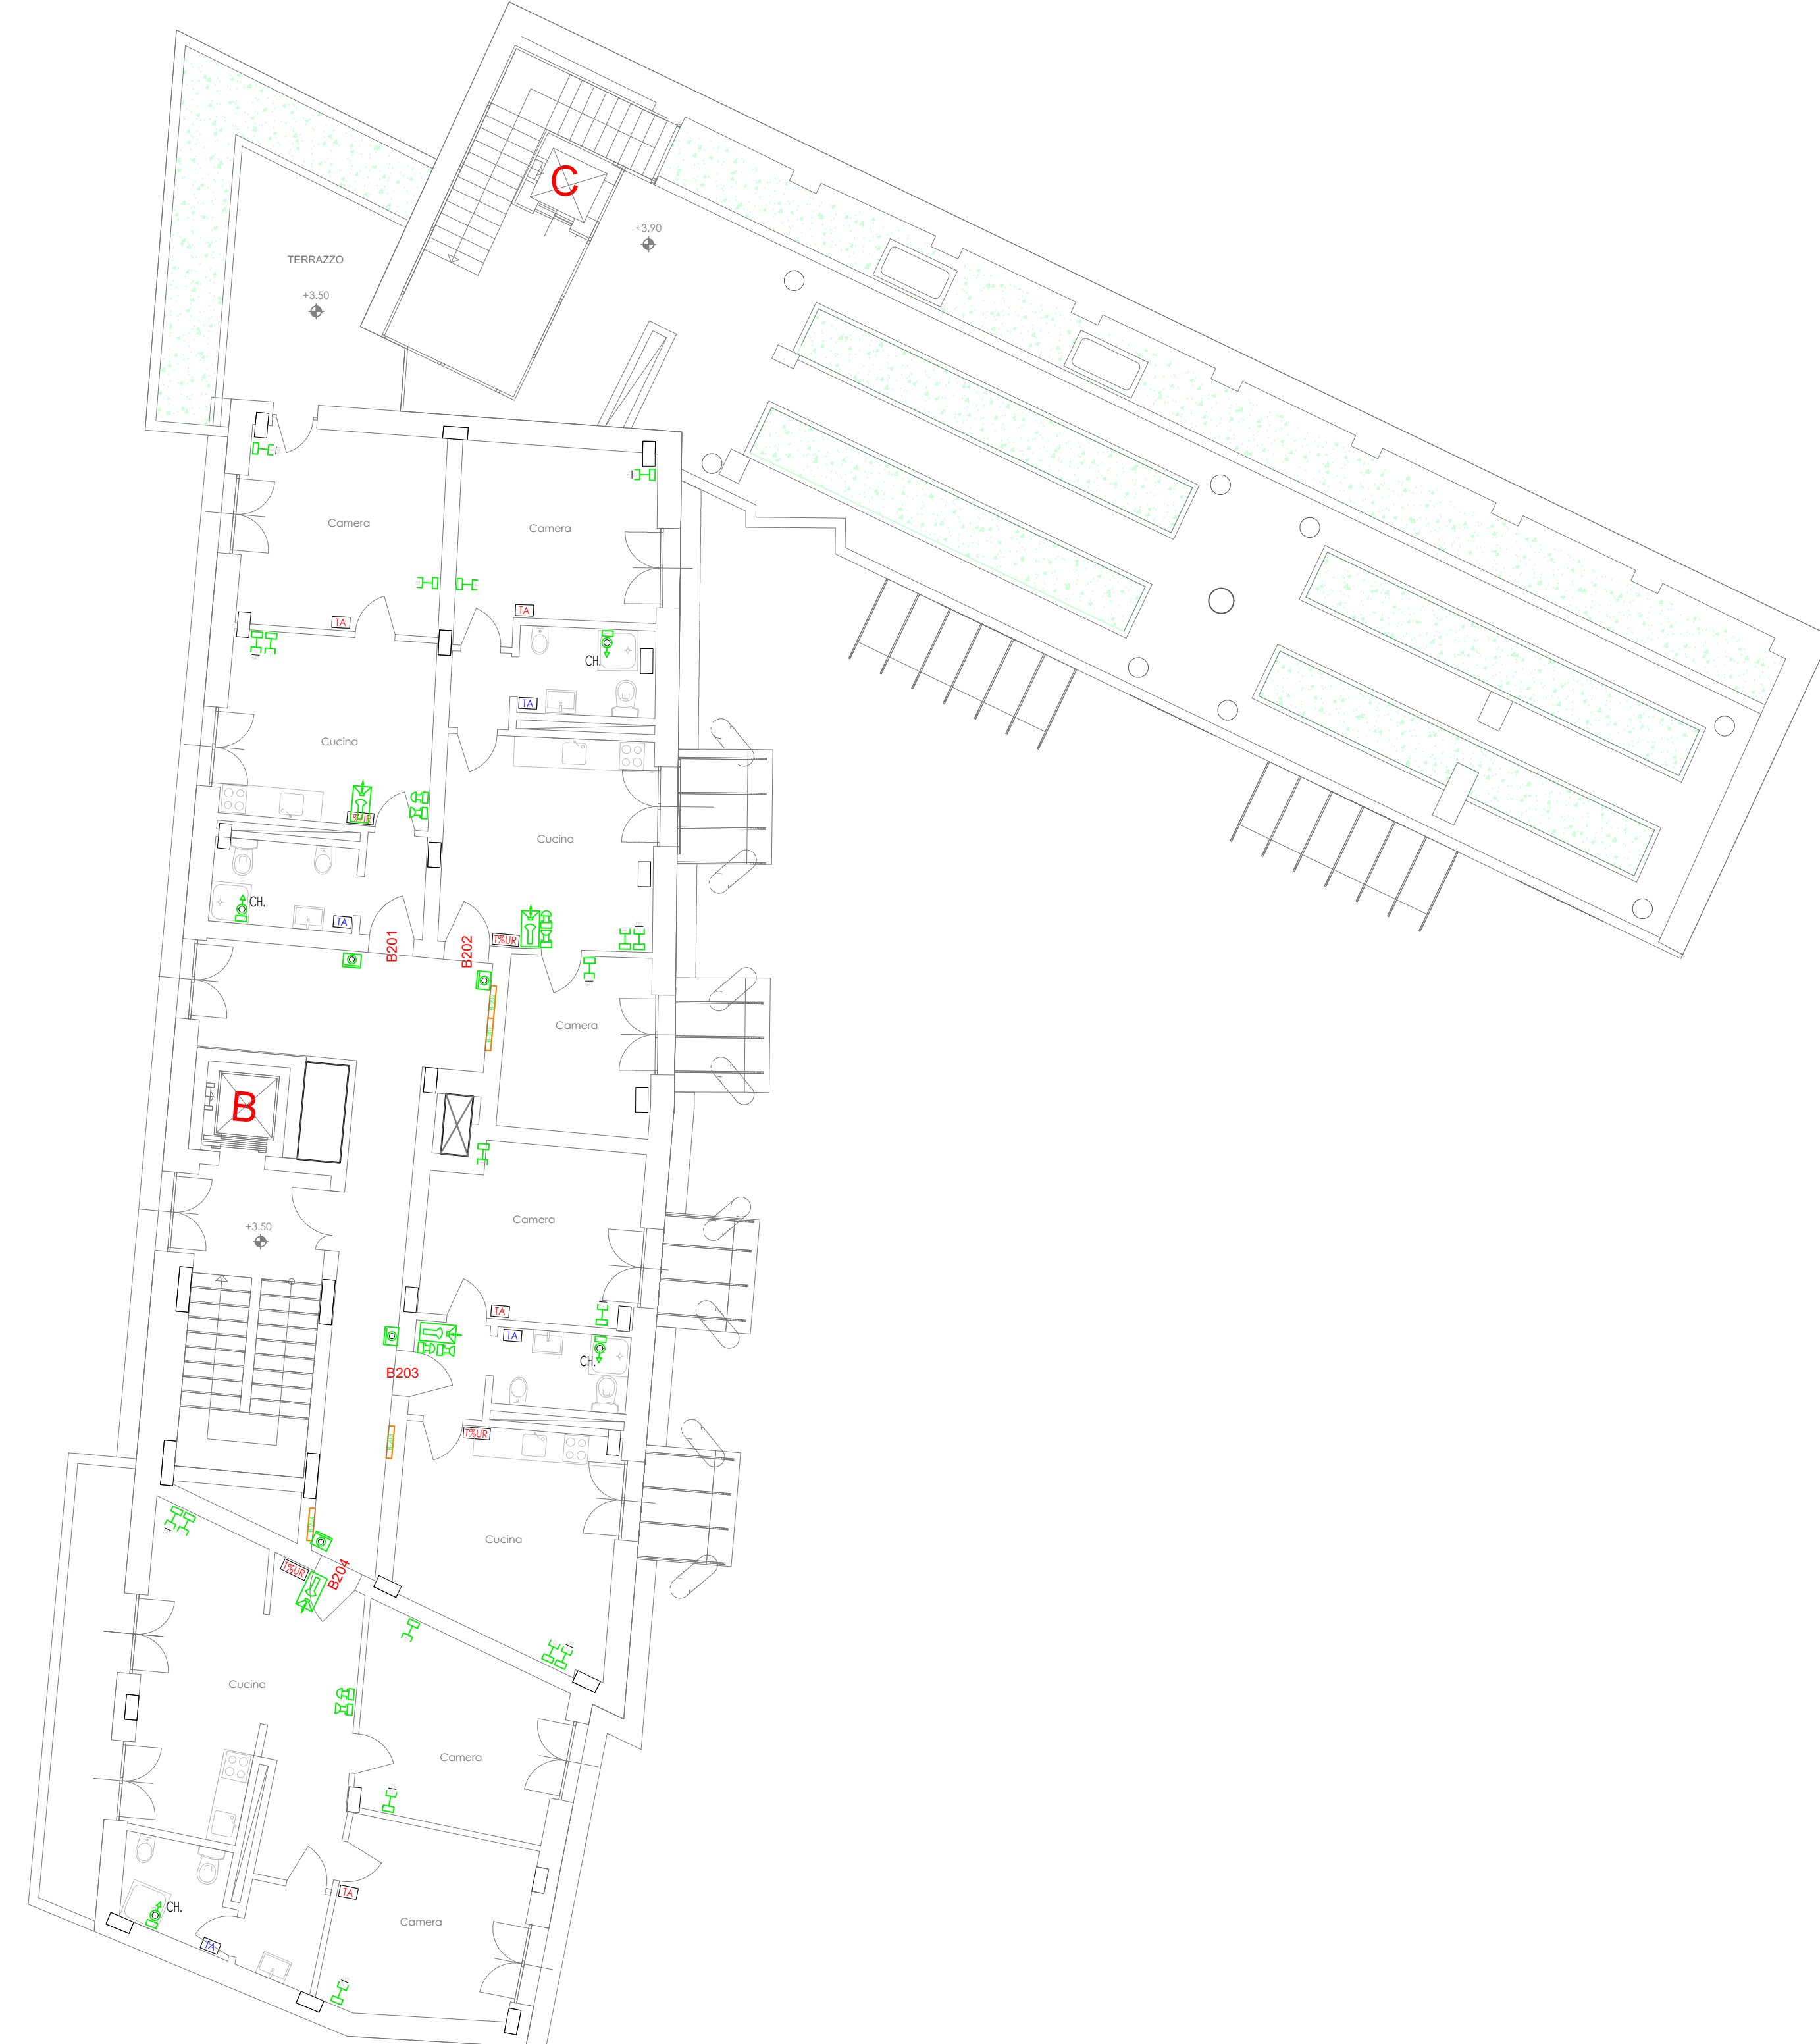 C
+3.90
TERRAZZO
+3.50
Camera
Camera
TA
TA
CH.
TA
Cucina
T%UR
Cucina
CH.
TA
B201
B202
T%UR
Camera
B
Camera
+3.50
TA
TA
CH.
B203
T%UR
Cucina
T%UR
B204
Cucina
Camera
TA
CH.
Camera
TA